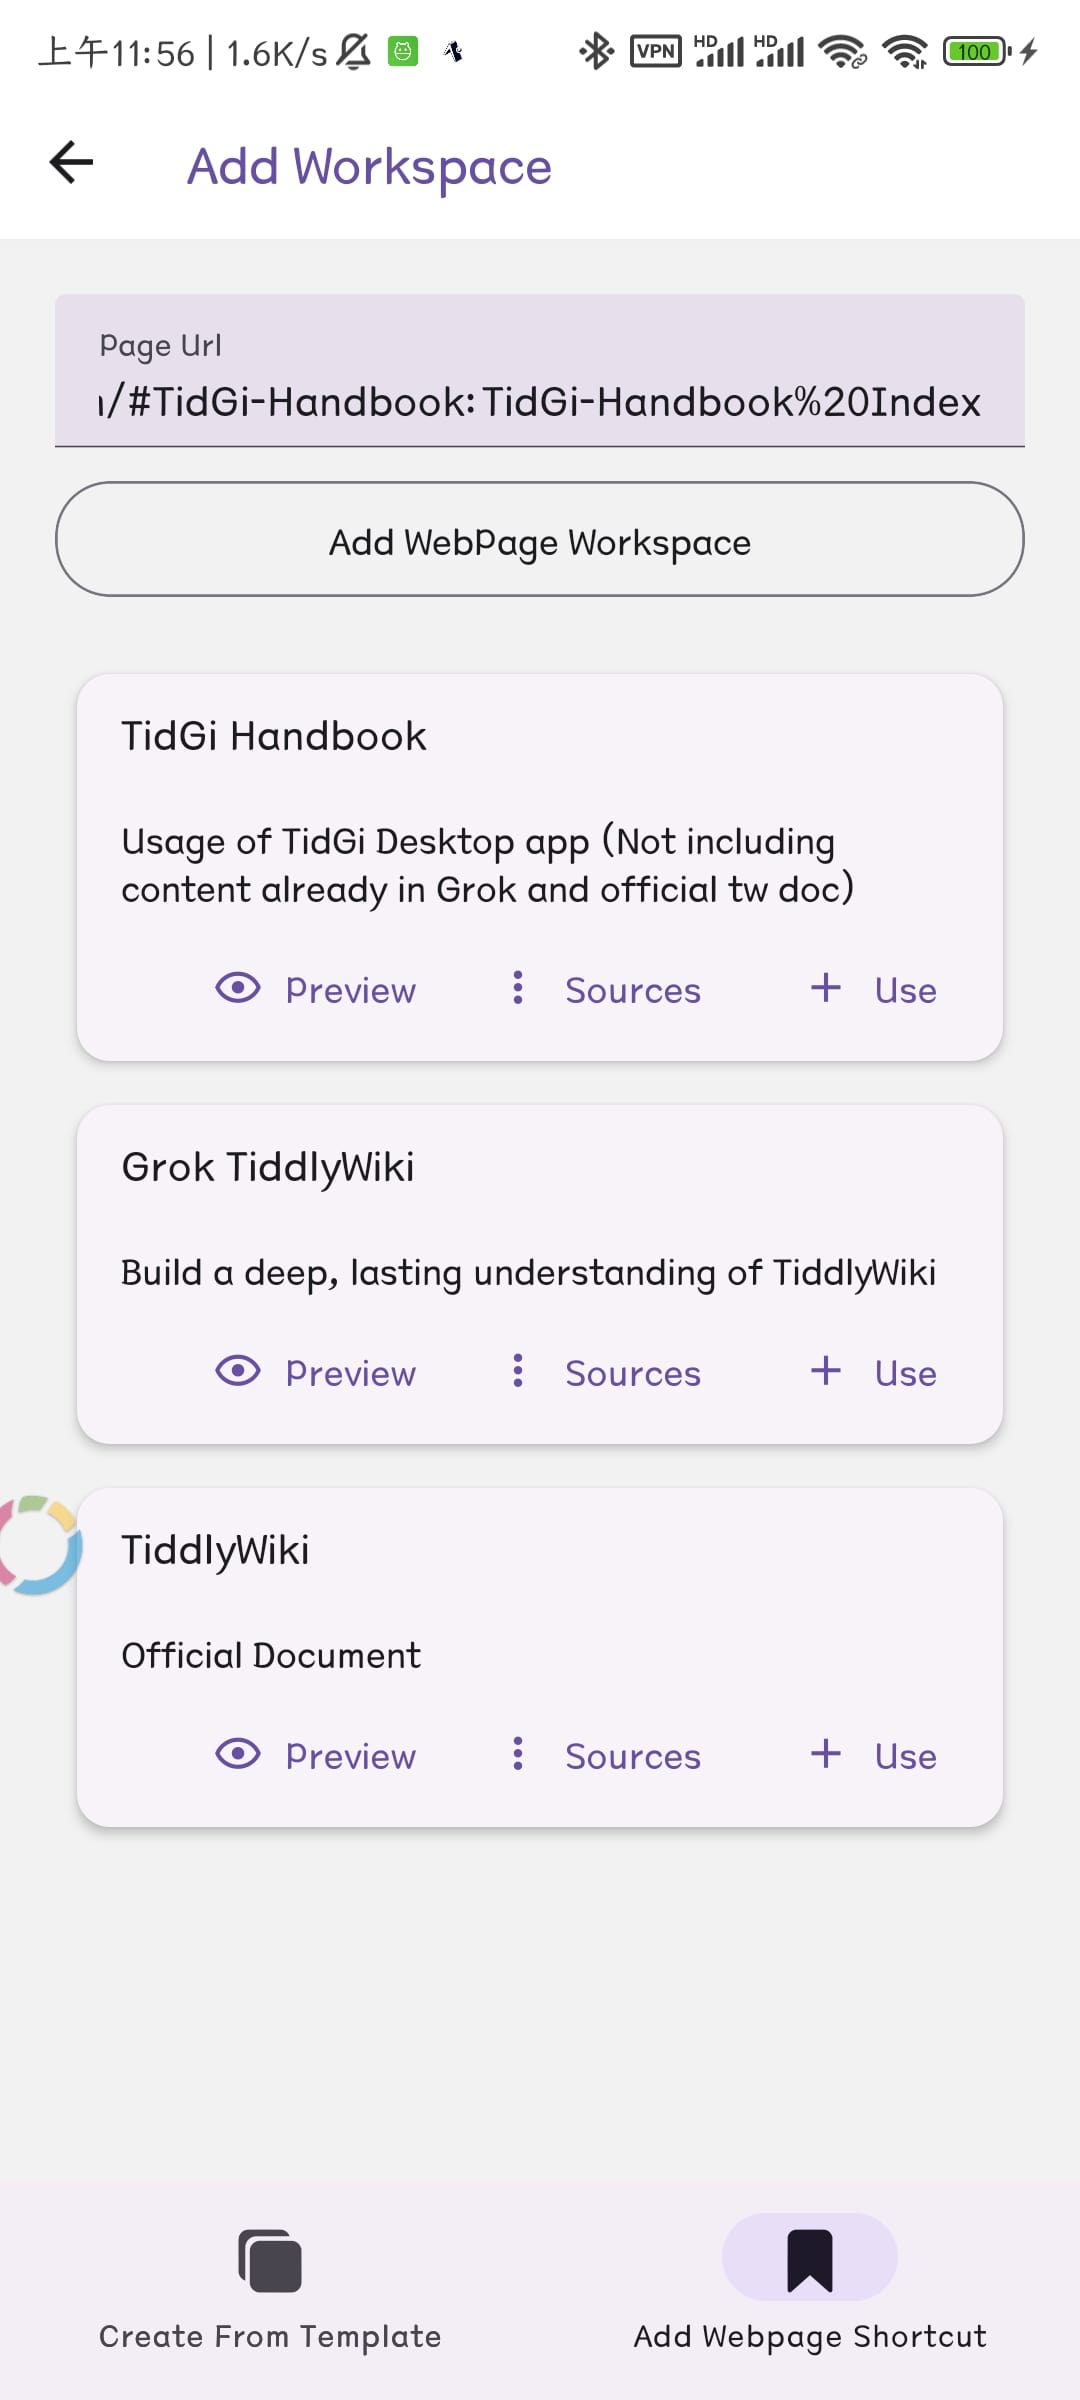 上午11:56 | 1.6K/s
VPN HD HD 100
Add Workspace
Page Url
/#TidGi-Handbook:TidGi-Handbook%20Index
Add WebPage Workspace
TidGi Handbook
Usage of TidGi Desktop app (Not including
content already in Grok and official tw doc)
Preview Sources + Use
Grok TiddlyWiki
Build a deep, lasting understanding of TiddlyWiki
Preview Sources + Use
TiddlyWiki
Official Document
Preview Sources + Use
Create From Template
Add Webpage Shortcut